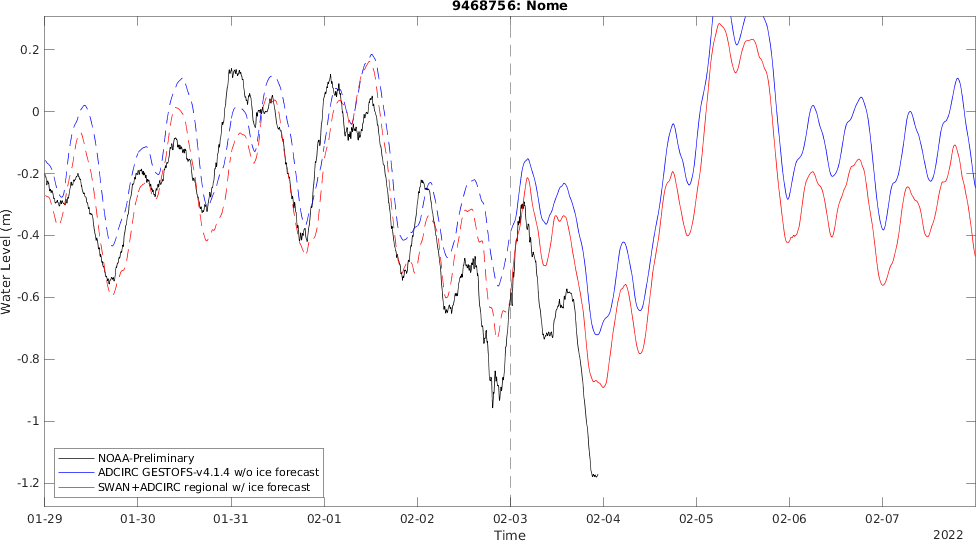 9468756: Nome
Water Level (m)
0.2
0
-0.2
-0.4
-0.6
-0.8
-1
-1.2
NOAA-Preliminary
ADCIRC GESTOFS-v4.1.4 w/o ice forecast
SWAN+ADCIRC regional w/ ice forecast
01-29 01-30 01-31 02-01 02-02 02-03 02-04 02-05 02-06 02-07
Time
2022